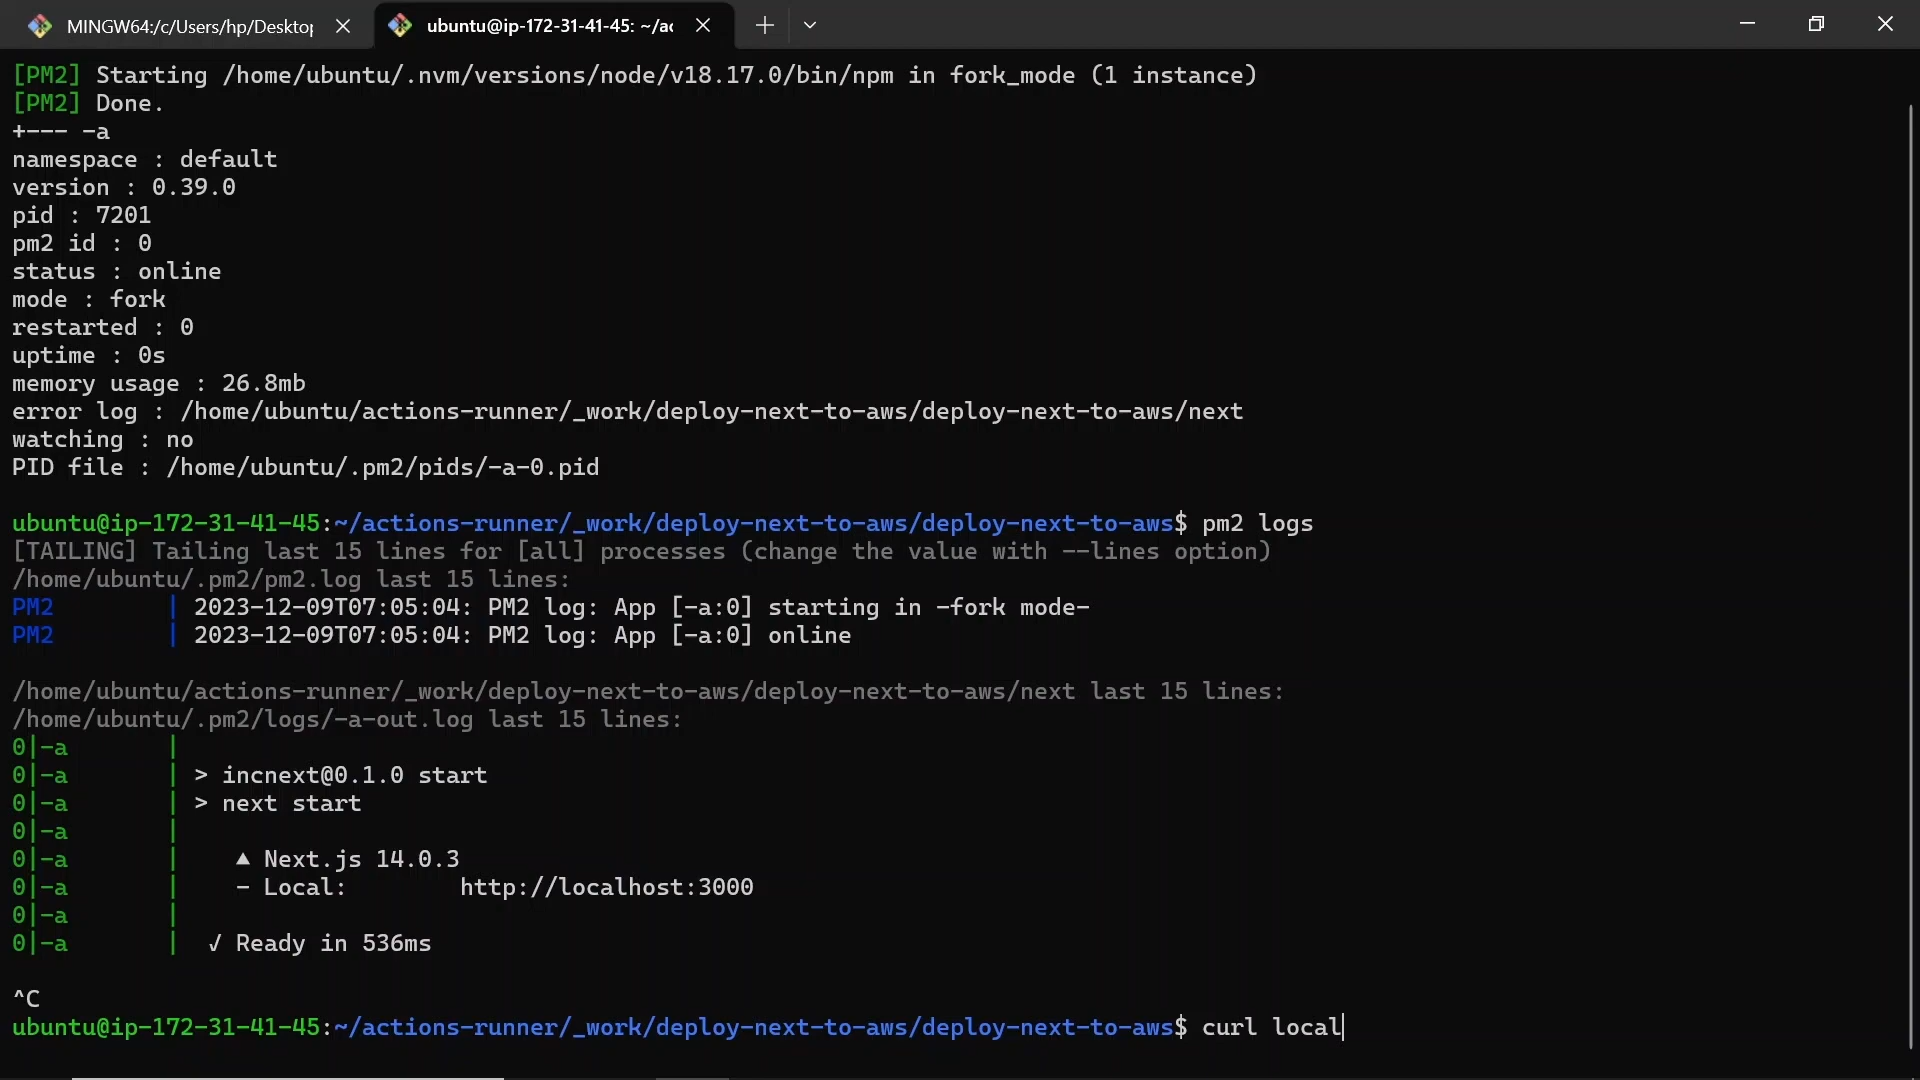 MINGW64:/c/Users/hp/Desktop
ubuntu@ip-172-31-41-45: ~/ac
[PM2] Starting /home/ubuntu/.nvm/versions/node/v18.17.0/bin/npm in fork_mode (1 instance)
[PM2] Done.
+--- -a
namespace : default
version : 0.39.0
pid : 7201
pm2 id : 0
status : online
mode : fork
restarted : 0
uptime : 0s
memory usage : 26.8mb
error log : /home/ubuntu/actions-runner/_work/deploy-next-to-aws/deploy-next-to-aws/next
watching : no
PID file : /home/ubuntu/.pm2/pids/-a-0.pid
ubuntu@ip-172-31-41-45:~/actions-runner/_work/deploy-next-to-aws/deploy-next-to-aws$ pm2 logs
[TAILING] Tailing last 15 lines for [all] processes (change the value with --lines option)
/home/ubuntu/.pm2/pm2.log last 15 lines:
PM2 | 2023-12-09T07:05:04: PM2 log: App [-a:0] starting in -fork mode-
PM2 | 2023-12-09T07:05:04: PM2 log: App [-a:0] online
/home/ubuntu/actions-runner/_work/deploy-next-to-aws/deploy-next-to-aws/next last 15 lines:
/home/ubuntu/.pm2/logs/-a-out.log last 15 lines:
0|-a |
0|-a | > incnext@0.1.0 start
0|-a | > next start
0|-a |
0|-a | ▲ Next.js 14.0.3
0|-a | - Local: http://localhost:3000
0|-a |
0|-a | ✓ Ready in 536ms
^C
ubuntu@ip-172-31-41-45:~/actions-runner/_work/deploy-next-to-aws/deploy-next-to-aws$ curl local